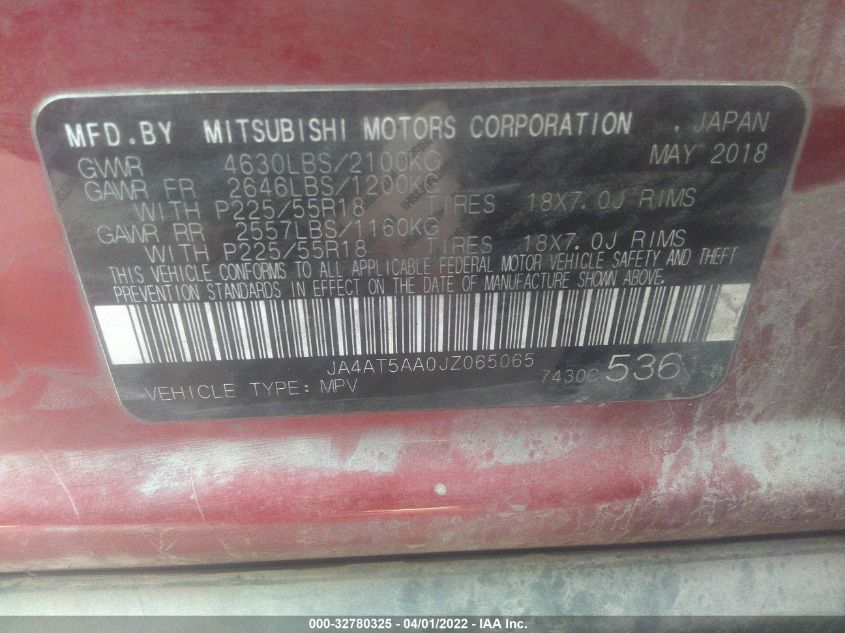 MFD.BY MITSUBISHI MOTORS CORPORATION . JAPAN
GVWR 4630LBS/2100KG MAY 2018
GAWR FR 2646LBS/1200KG
WITH P225/55R18 TIRES 18X7.0J RIMS
GAWR RR 2557LBS/1160KG
WITH P225/55R18 TIRES 18X7.0J RIMS
THIS VEHICLE CONFORMS TO ALL APPLICABLE FEDERAL MOTOR VEHICLE SAFETY AND THEFT
PREVENTION STANDARDS IN EFFECT ON THE DATE OF MANUFACTURE SHOWN ABOVE.
JA4AT5AA0JZ065065
VEHICLE TYPE: MPV 7430C 536
000-32780325 - 04/01/2022 - IAA Inc.